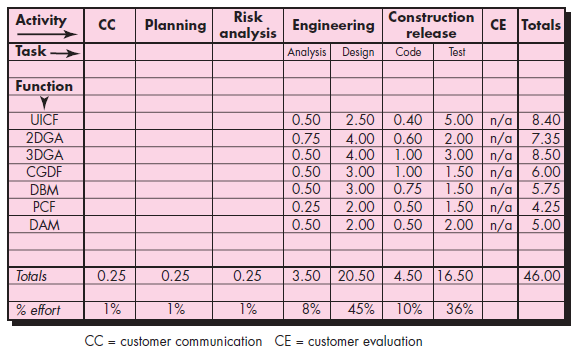 Activity CC Planning Risk analysis Engineering Construction release CE Totals
Task Analysis Design Code Test
Function
UICF 0.50 2.50 0.40 5.00 n/a 8.40
2DGA 0.75 4.00 0.60 2.00 n/a 7.35
3DGA 0.50 4.00 1.00 3.00 n/a 8.50
CGDF 0.50 3.00 1.00 1.50 n/a 6.00
DBM 0.50 3.00 0.75 1.50 n/a 5.75
PCF 0.25 2.00 0.50 1.50 n/a 4.25
DAM 0.50 2.00 0.50 2.00 n/a 5.00
Totals 0.25 0.25 0.25 3.50 20.50 4.50 16.50 46.00
% effort 1% 1% 1% 8% 45% 10% 36%
CC = customer communication CE = customer evaluation